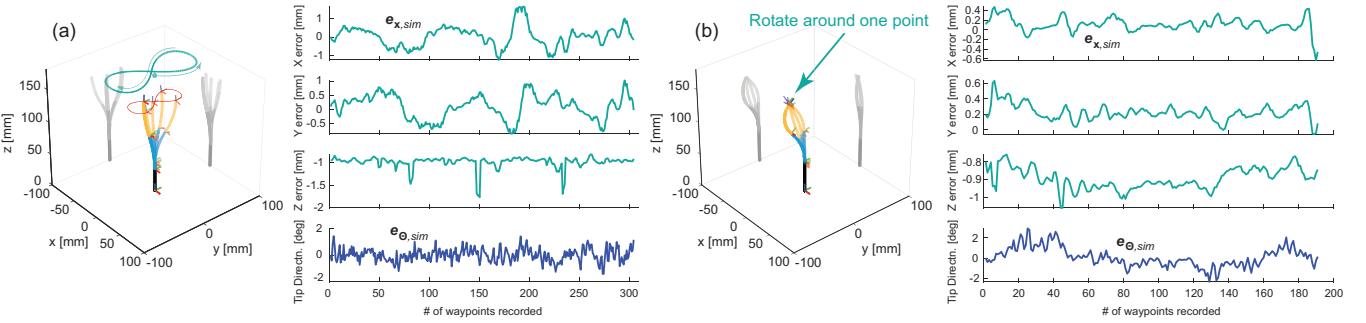 (a)
150
100
50
0
-100
-50
0
50
100
z [mm]
x [mm]
-100
0
100
y [mm]
X error [mm]
1
0
-1
e x,sim
Y error [mm]
1
0.5
0
-0.5
Z error [mm]
-1
-1.5
-2
Tip Diredn. [deg]
2
0
-2
e Θ,sim
0 50 100 150 200 250 300
# of waypoints recorded
(b)
Rotate around one point
150
100
50
0
-100
-50
0
50
100
z [mm]
x [mm]
-100
0
100
y [mm]
X error [mm]
0.4
0.2
0
-0.2
-0.4
-0.6
e x,sim
Y error [mm]
0.6
0.4
0.2
0
Z error [mm]
-0.8
-0.9
-1
Tip Diredn. [deg]
2
0
-2
e Θ,sim
0 20 40 60 80 100 120 140 160 180 200
# of waypoints recorded